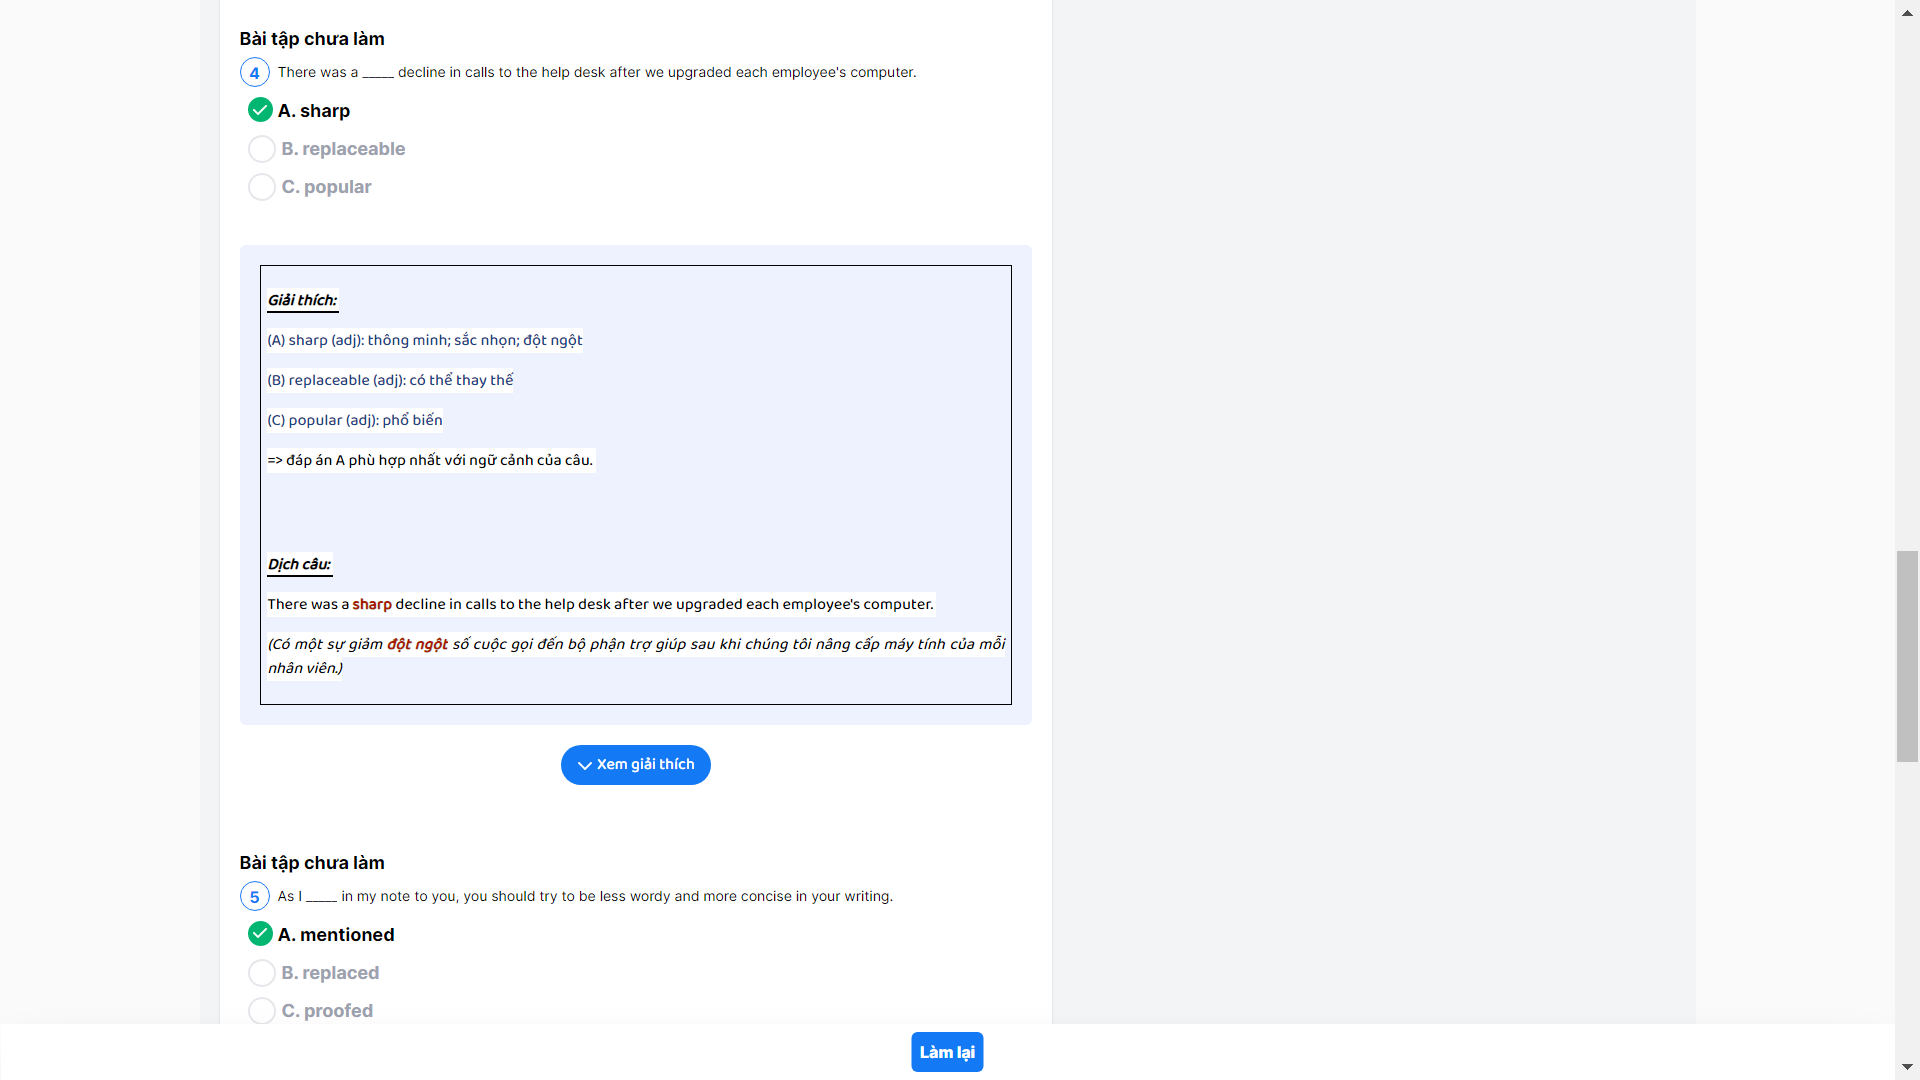 Bài tập chưa làm
4 There was a _____ decline in calls to the help desk after we upgraded each employee's computer.
A. sharp
B. replaceable
C. popular
Giải thích:
(A) sharp (adj): thông minh; sắc nhọn; đột ngột
(B) replaceable (adj): có thể thay thế
(C) popular (adj): phổ biến
=> đáp án A phù hợp nhất với ngữ cảnh của câu.
Dịch câu:
There was a sharp decline in calls to the help desk after we upgraded each employee's computer.
(Có một sự giảm đột ngột số cuộc gọi đến bộ phận trợ giúp sau khi chúng tôi nâng cấp máy tính của mỗi
nhân viên.)
Xem giải thích
Bài tập chưa làm
5 As I _____ in my note to you, you should try to be less wordy and more concise in your writing.
A. mentioned
B. replaced
C. proofed
Làm lại